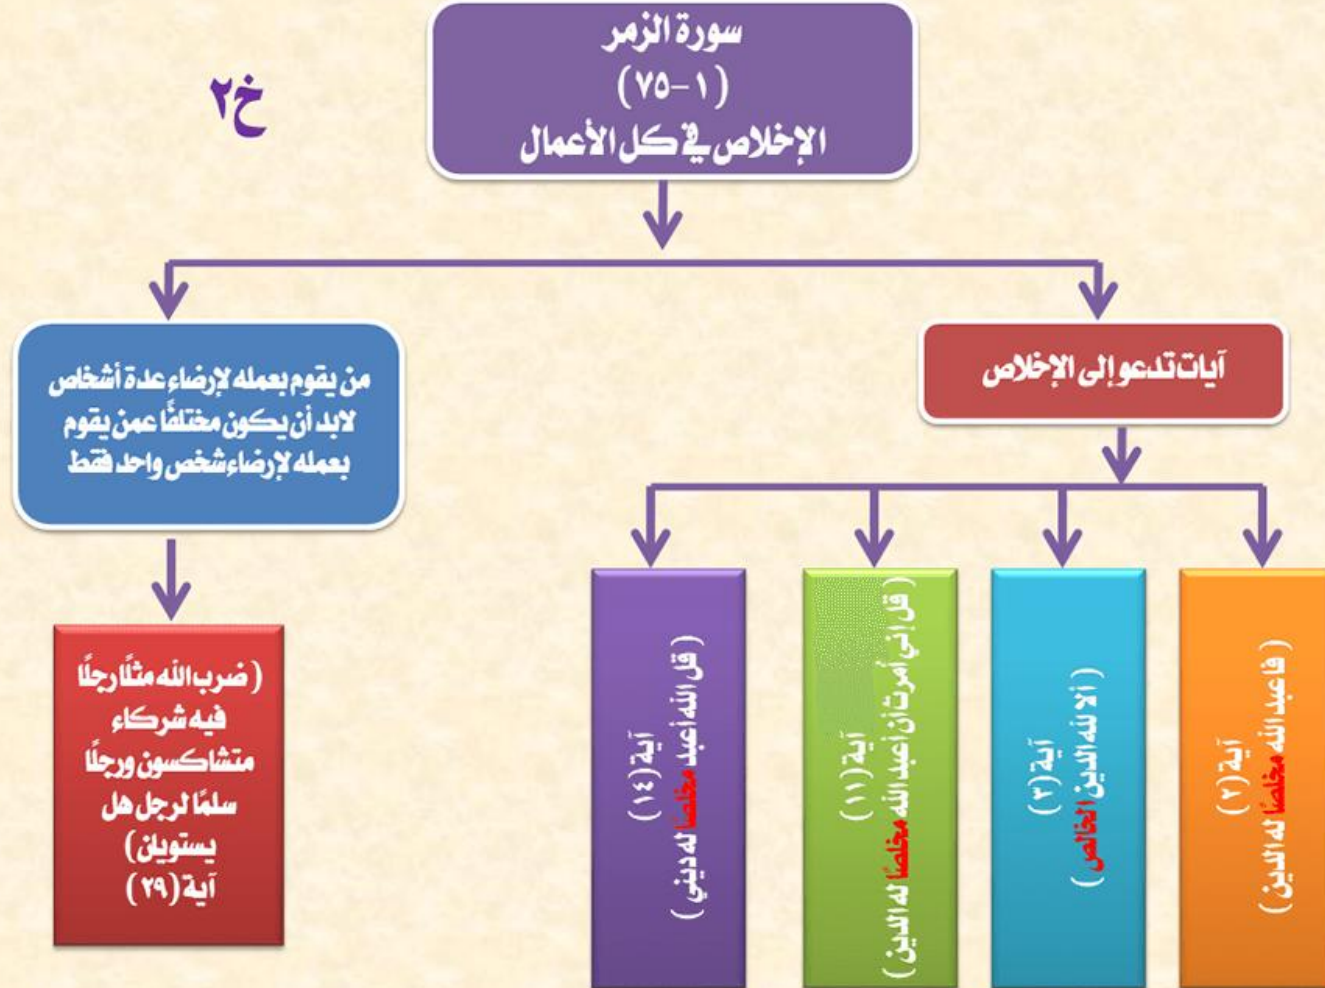 خ٢
سورة الزمر
(١-٧٥)
الإخلاص في كل الأعمال
آيات تدعو إلى الإخلاص
(فاعبد الله مخلصًا له الدين)
آية (٢)
(ألا لله الدين الخالص)
آية (٣)
(قل إني أمرت أن أعبد الله مخلصًا له الدين)
آية (١١)
(قل الله أعبد مخلصًا له ديني)
آية (١٤)
من يقوم بعمله لإرضاء عدة أشخاص
لابد أن يكون مختلفًا عمن يقوم
بعمله لإرضاء شخص واحد فقط
(ضرب الله مثلًا رجلًا
فيه شركاء
متشاكسون ورجلًا
سلمًا لرجل هل
يستويان)
آية (٢٩)